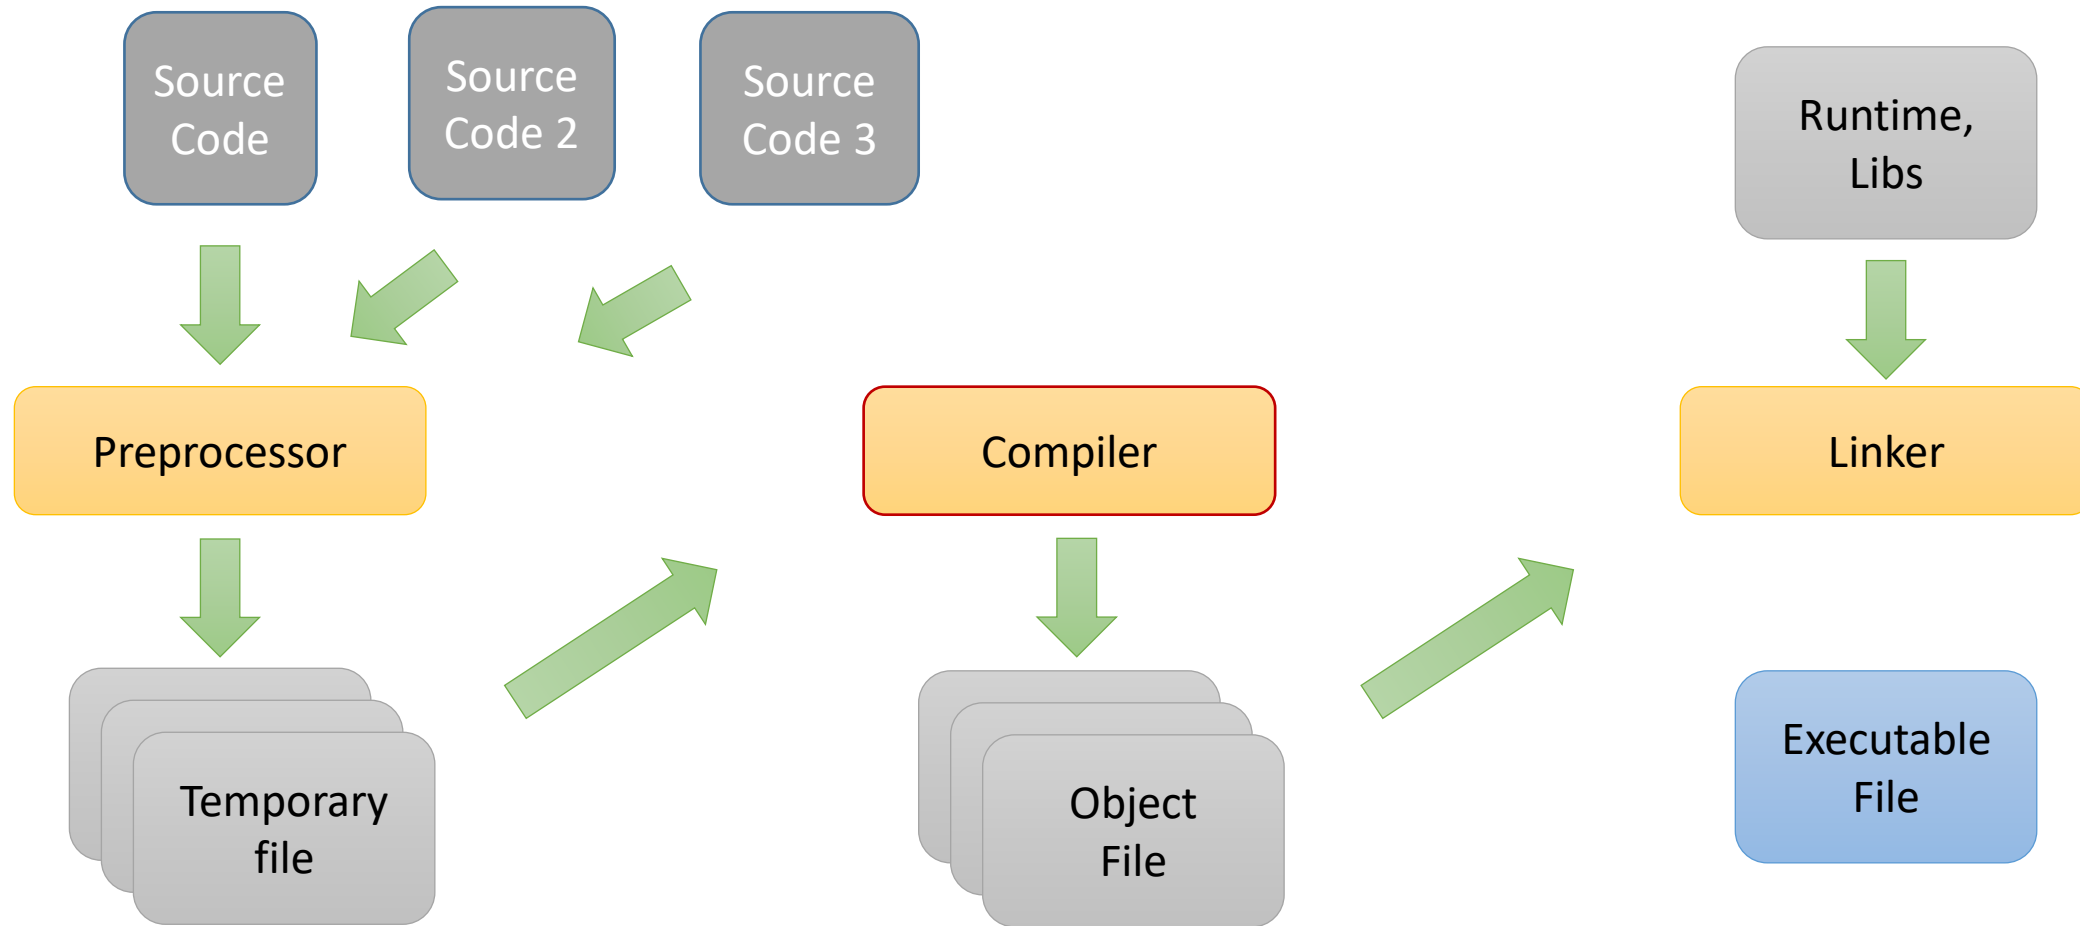 Source
Code
Source
Code 2
Source
Code 3
Runtime,
Libs
Preprocessor
Compiler
Linker
Temporary
file
Object
File
Executable
File